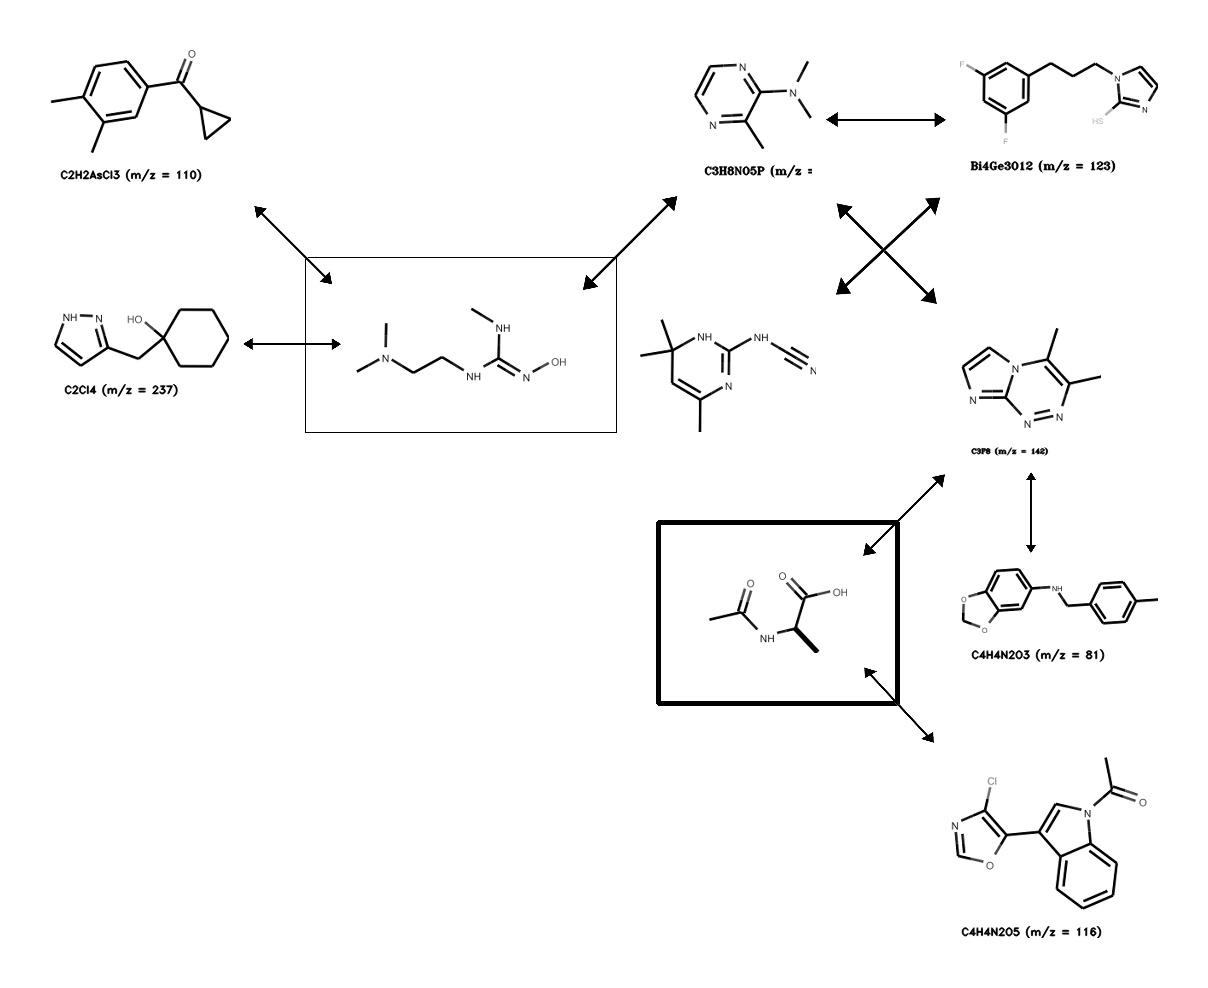 O
C2H2AsCl3 (m/z = 110)
N
N
N
C3H8NO5P (m/z =
F
F
N
N
HS
Bi4Ge3O12 (m/z = 123)
NH
N
HO
C2Cl4 (m/z = 237)
N
NH
NH
N
OH
NH
N
NH
N
N
N
N
N
C3F8 (m/z = 142)
O
NH
O
OH
O
O
NH
C4H4N2O3 (m/z = 81)
Cl
N
O
N
O
C4H4N2O5 (m/z = 116)